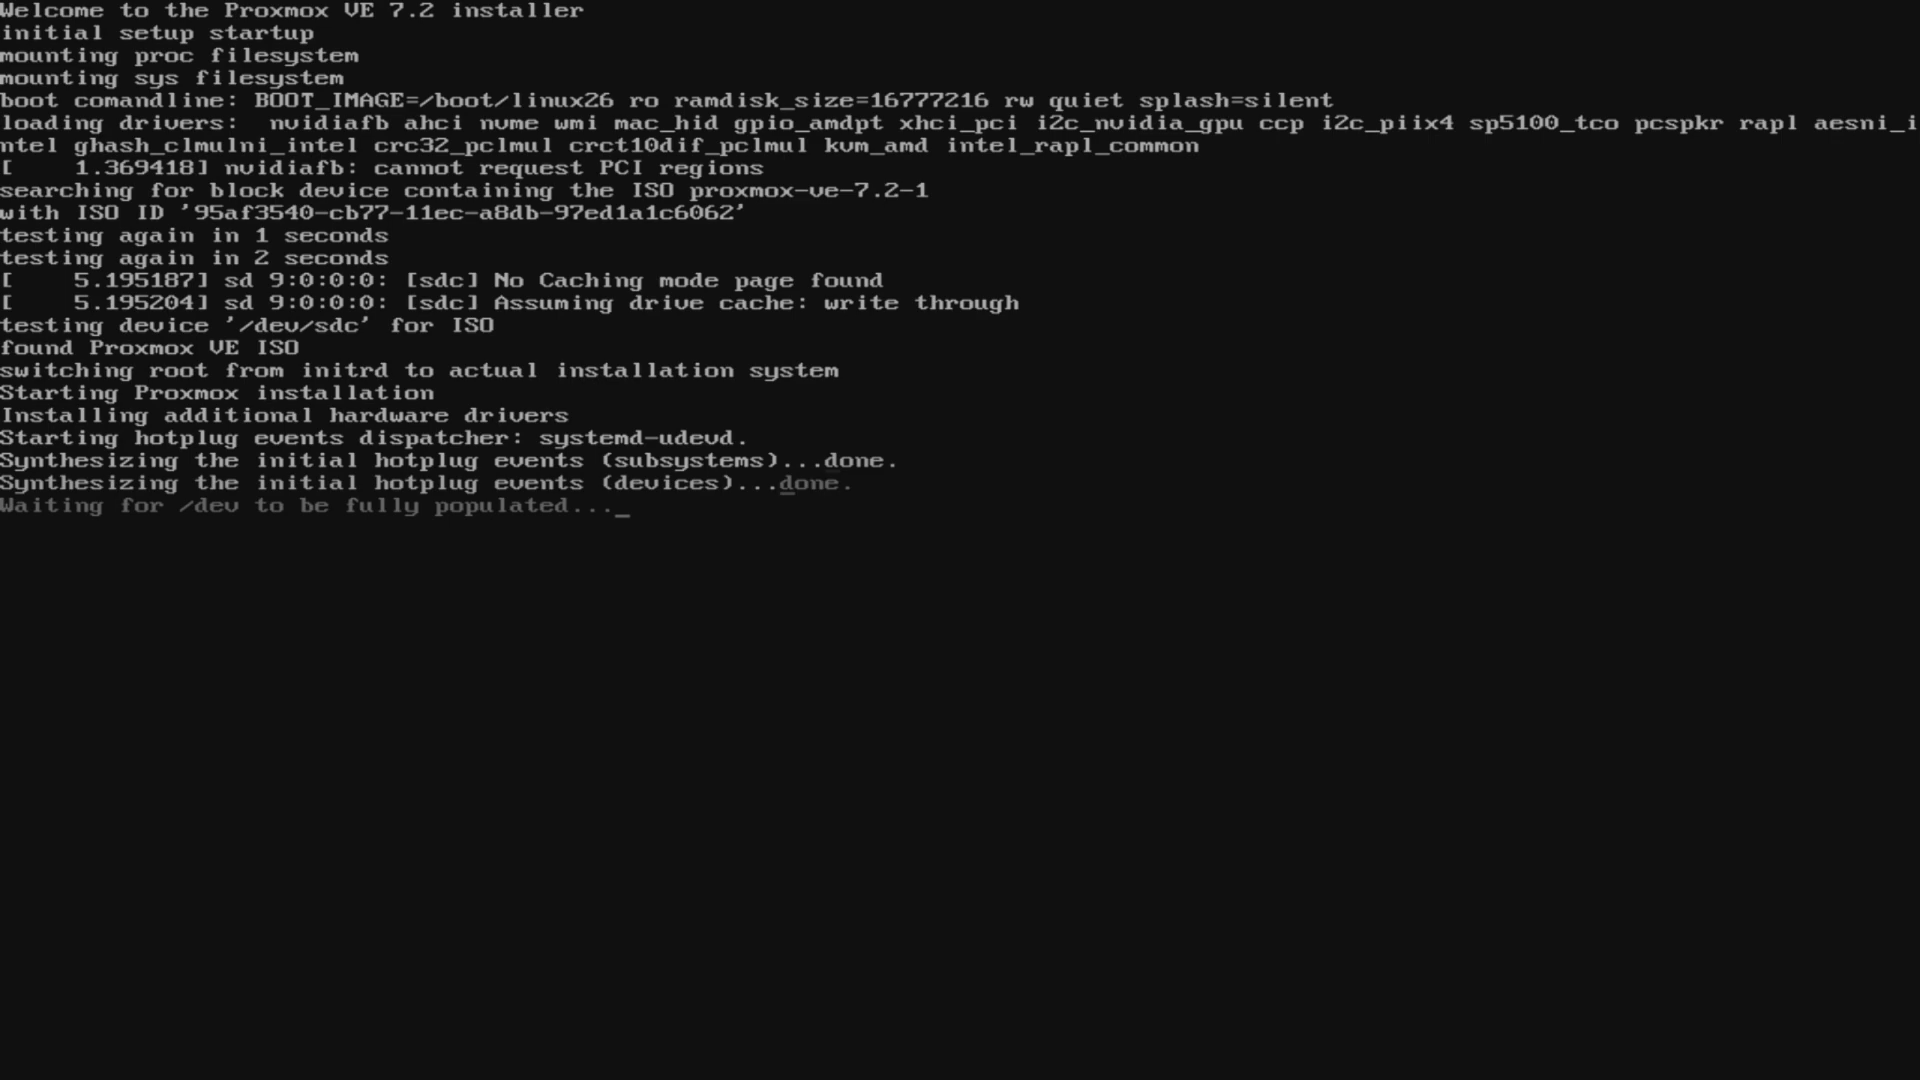 Welcome to the Proxmox VE 7.2 installer
initial setup startup
mounting proc filesystem
mounting sys filesystem
boot comandline: BOOT_IMAGE=/boot/linux26 ro ramdisk_size=16777216 rw quiet splash=silent
loading drivers:  nvidiafb ahci nvme wmi mac_hid gpio_amdpt xhci_pci i2c_nvidia_gpu ccp i2c_piix4 sp5100_tco pcspkr rapl aesni_i
ntel ghash_clmulni_intel crc32_pclmul crct10dif_pclmul kvm_amd intel_rapl_common
[    1.369418] nvidiafb: cannot request PCI regions
searching for block device containing the ISO proxmox-ve-7.2-1
with ISO ID '95af3540-cb77-11ec-a8db-97ed1a1c6062'
testing again in 1 seconds
testing again in 2 seconds
[    5.195187] sd 9:0:0:0: [sdc] No Caching mode page found
[    5.195204] sd 9:0:0:0: [sdc] Assuming drive cache: write through
testing device '/dev/sdc' for ISO
found Proxmox VE ISO
switching root from initrd to actual installation system
Starting Proxmox installation
Installing additional hardware drivers
Starting hotplug events dispatcher: systemd-udevd.
Synthesizing the initial hotplug events (subsystems)...done.
Synthesizing the initial hotplug events (devices)...done.
Waiting for /dev to be fully populated..._